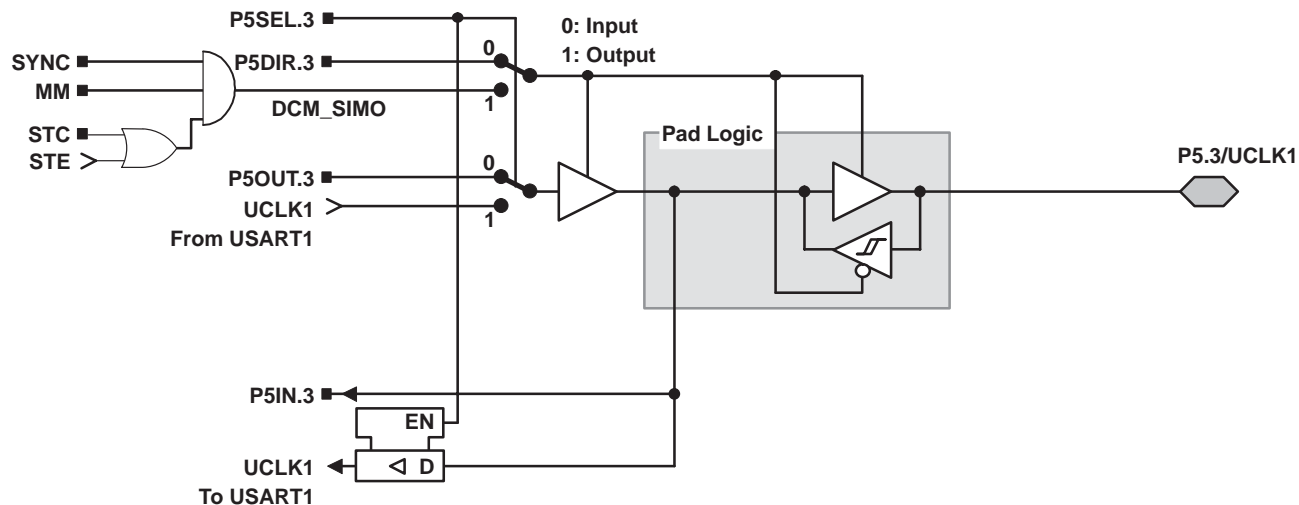 P5SEL.3
0: Input
1: Output
SYNC
P5DIR.3
0
MM
1
DCM_SIMO
STC
STE
Pad Logic
P5.3/UCLK1
P5OUT.3
0
UCLK1
1
From USART1
P5IN.3
EN
UCLK1
D
To USART1